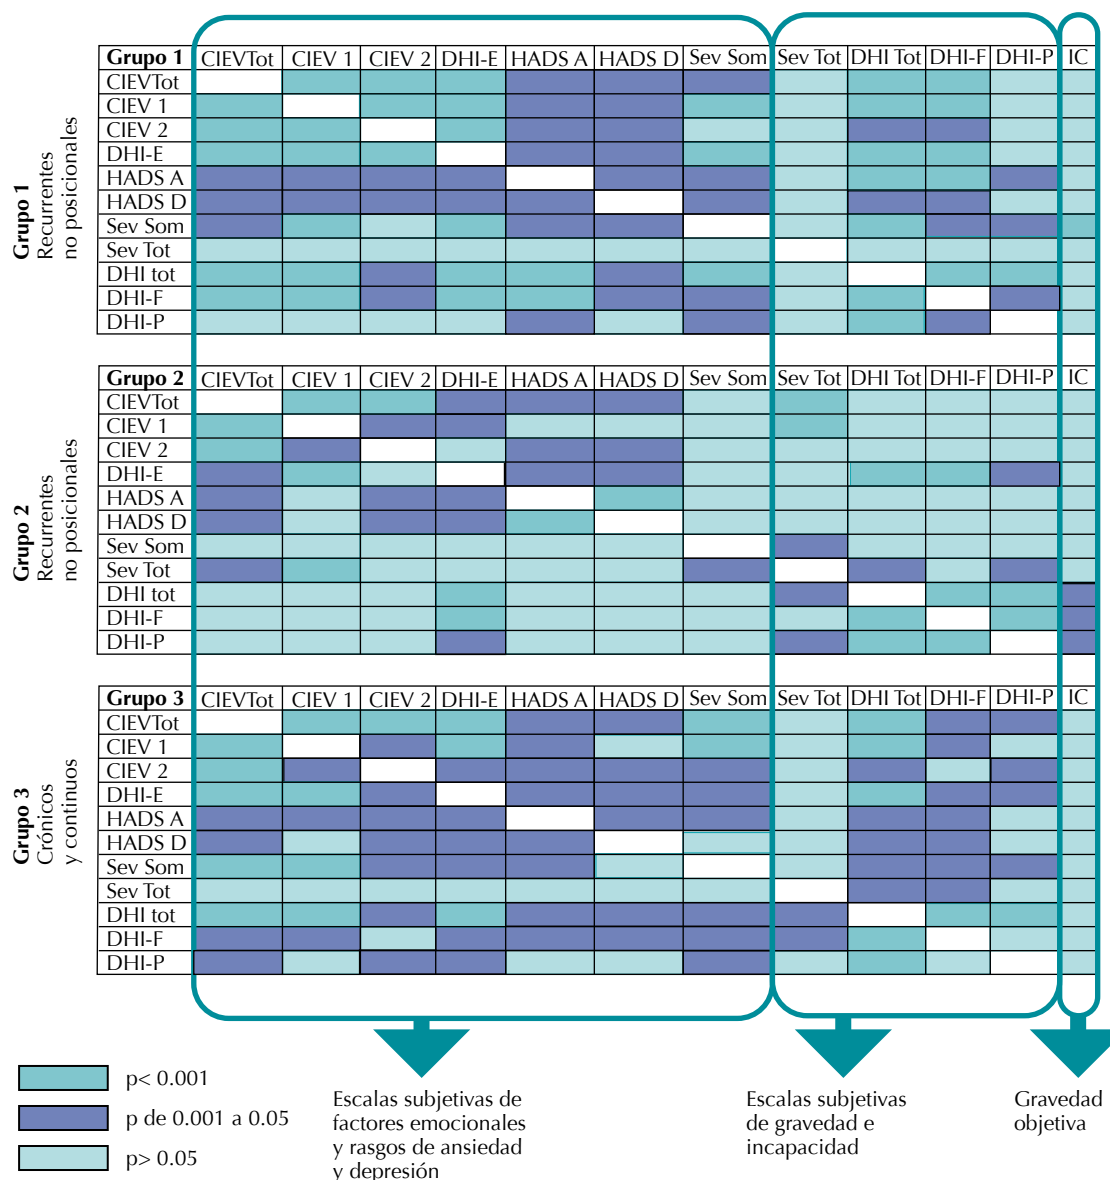 Grupo 1 CIEVTot CIEV 1 CIEV 2 DHI-E HADS A HADS D Sev Som Sev Tot DHI Tot DHI-F DHI-P IC
CIEVTot
CIEV 1
CIEV 2
DHI-E
HADS A
HADS D
Sev Som
Sev Tot
DHI tot
DHI-F
DHI-P
Grupo 1
Recurrentes
no posicionales
Grupo 2 CIEVTot CIEV 1 CIEV 2 DHI-E HADS A HADS D Sev Som Sev Tot DHI Tot DHI-F DHI-P IC
CIEVTot
CIEV 1
CIEV 2
DHI-E
HADS A
HADS D
Sev Som
Sev Tot
DHI tot
DHI-F
DHI-P
Grupo 2
Recurrentes
no posicionales
Grupo 3 CIEVTot CIEV 1 CIEV 2 DHI-E HADS A HADS D Sev Som Sev Tot DHI Tot DHI-F DHI-P IC
CIEVTot
CIEV 1
CIEV 2
DHI-E
HADS A
HADS D
Sev Som
Sev Tot
DHI tot
DHI-F
DHI-P
Grupo 3
Crónicos
y continuos
p< 0.001
p de 0.001 a 0.05
p> 0.05
Escalas subjetivas de
factores emocionales
y rasgos de ansiedad
y depresión
Escalas subjetivas
de gravedad e
incapacidad
Gravedad
objetiva